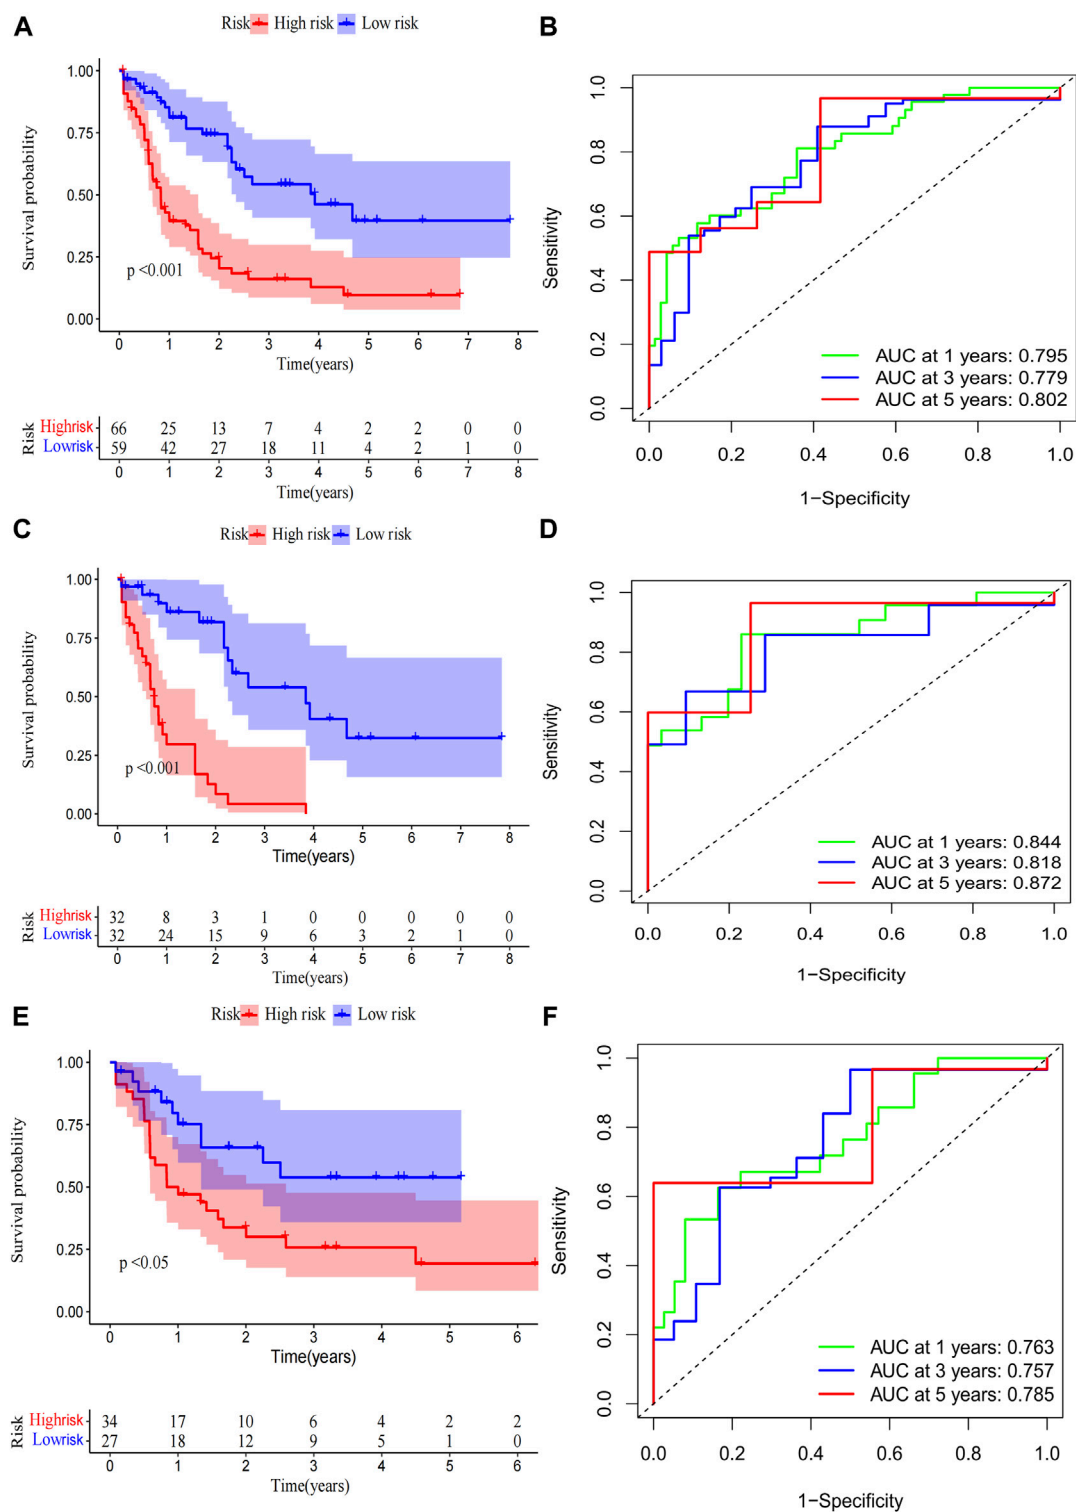 A
Risk High risk Low risk
Survival probability
1.00
0.75
0.50
0.25
0.00
p <0.001
0 1 2 3 4 5 6 7 8
Time(years)
Risk
Highrisk 66 25 13 7 4 2 2 0 0
Lowrisk 59 42 27 18 11 4 2 1 0
0 1 2 3 4 5 6 7 8
Time(years)
B
Sensitivity
1.0
0.8
0.6
0.4
0.2
0.0
AUC at 1 years: 0.795
AUC at 3 years: 0.779
AUC at 5 years: 0.802
0.0 0.2 0.4 0.6 0.8 1.0
1−Specificity
C
Risk High risk Low risk
Survival probability
1.00
0.75
0.50
0.25
0.00
p <0.001
0 1 2 3 4 5 6 7 8
Time(years)
Risk
Highrisk 32 8 3 1 0 0 0 0 0
Lowrisk 32 24 15 9 6 3 2 1 0
0 1 2 3 4 5 6 7 8
Time(years)
D
Sensitivity
1.0
0.8
0.6
0.4
0.2
0.0
AUC at 1 years: 0.844
AUC at 3 years: 0.818
AUC at 5 years: 0.872
0.0 0.2 0.4 0.6 0.8 1.0
1−Specificity
E
Risk High risk Low risk
Survival probability
1.00
0.75
0.50
0.25
0.00
p <0.05
0 1 2 3 4 5 6
Time(years)
Risk
Highrisk 34 17 10 6 4 2 2
Lowrisk 27 18 12 9 5 1 0
0 1 2 3 4 5 6
Time(years)
F
Sensitivity
1.0
0.8
0.6
0.4
0.2
0.0
AUC at 1 years: 0.763
AUC at 3 years: 0.757
AUC at 5 years: 0.785
0.0 0.2 0.4 0.6 0.8 1.0
1−Specificity